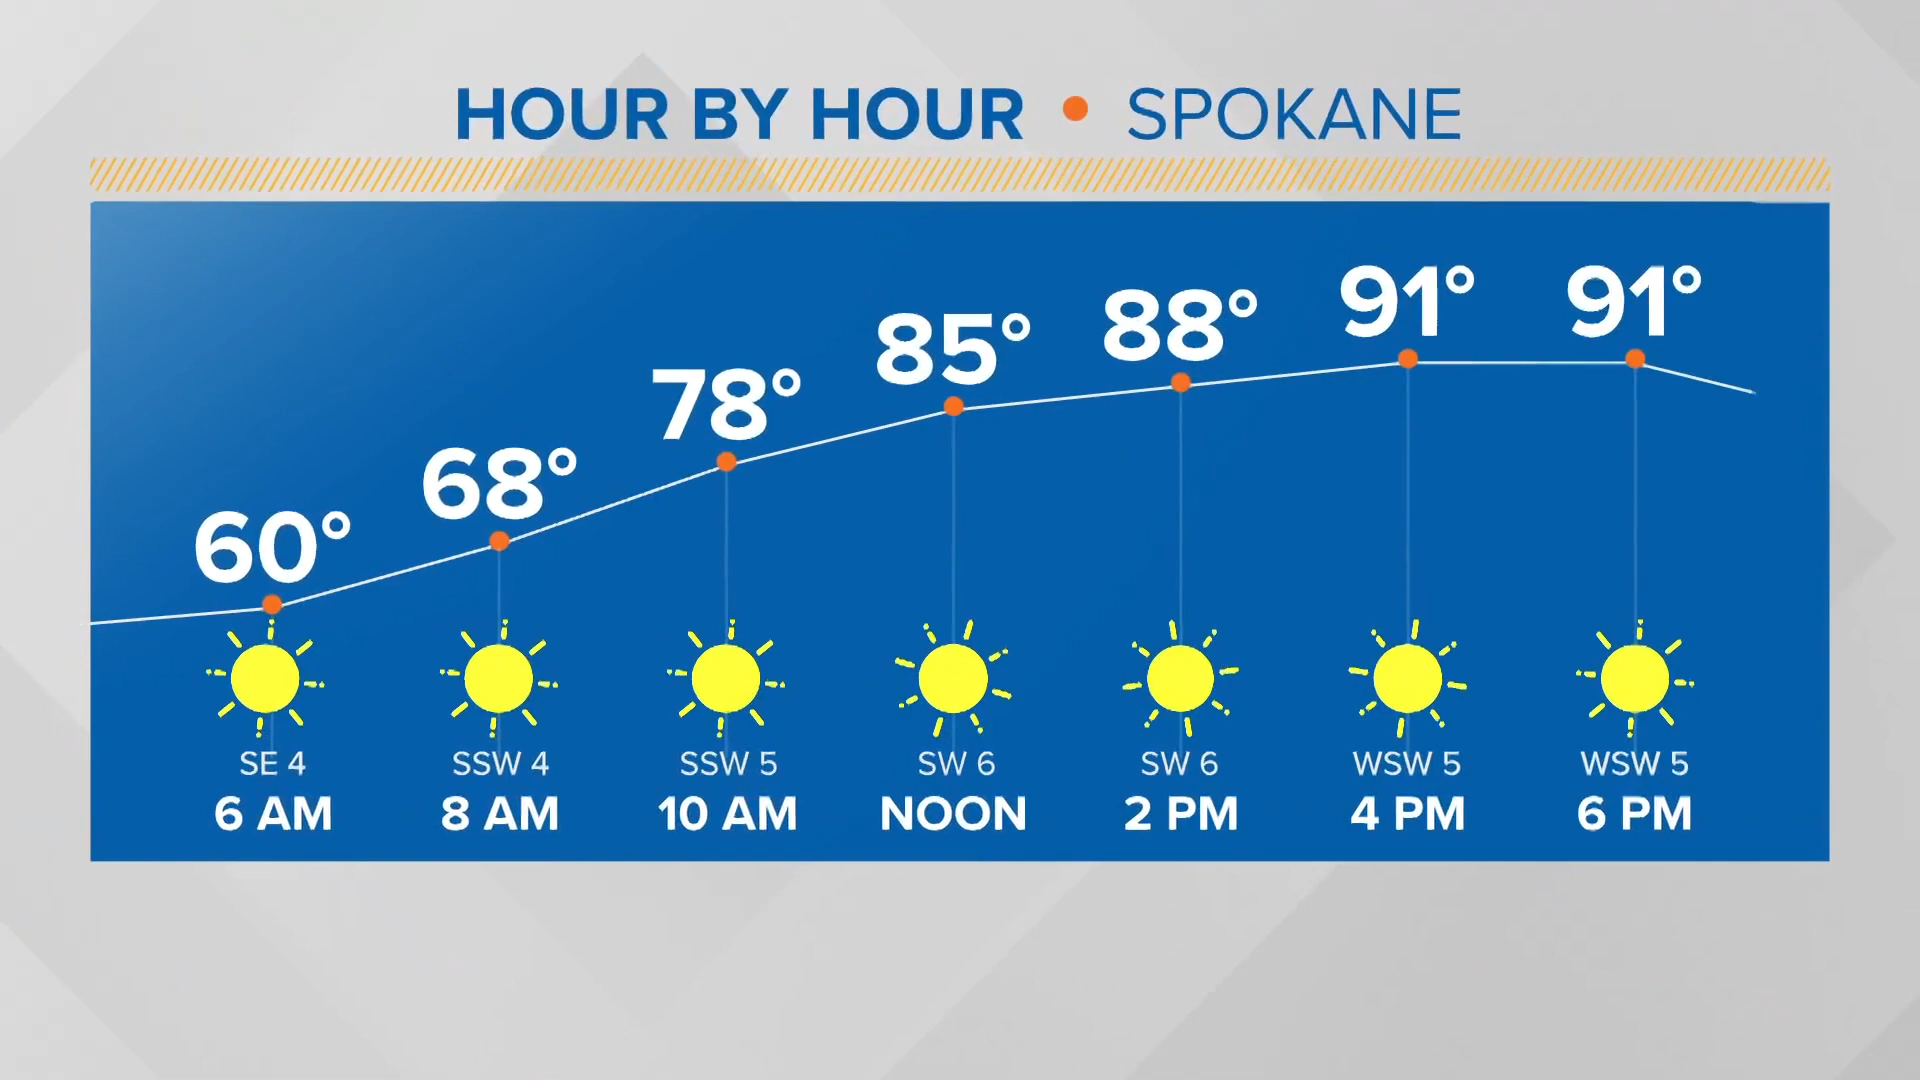 HOUR BY HOUR • SPOKANE
60° 68° 78° 85° 88° 91° 91°
SE 4 SSW 4 SSW 5 SW 6 SW 6 WSW 5 WSW 5
6 AM 8 AM 10 AM NOON 2 PM 4 PM 6 PM